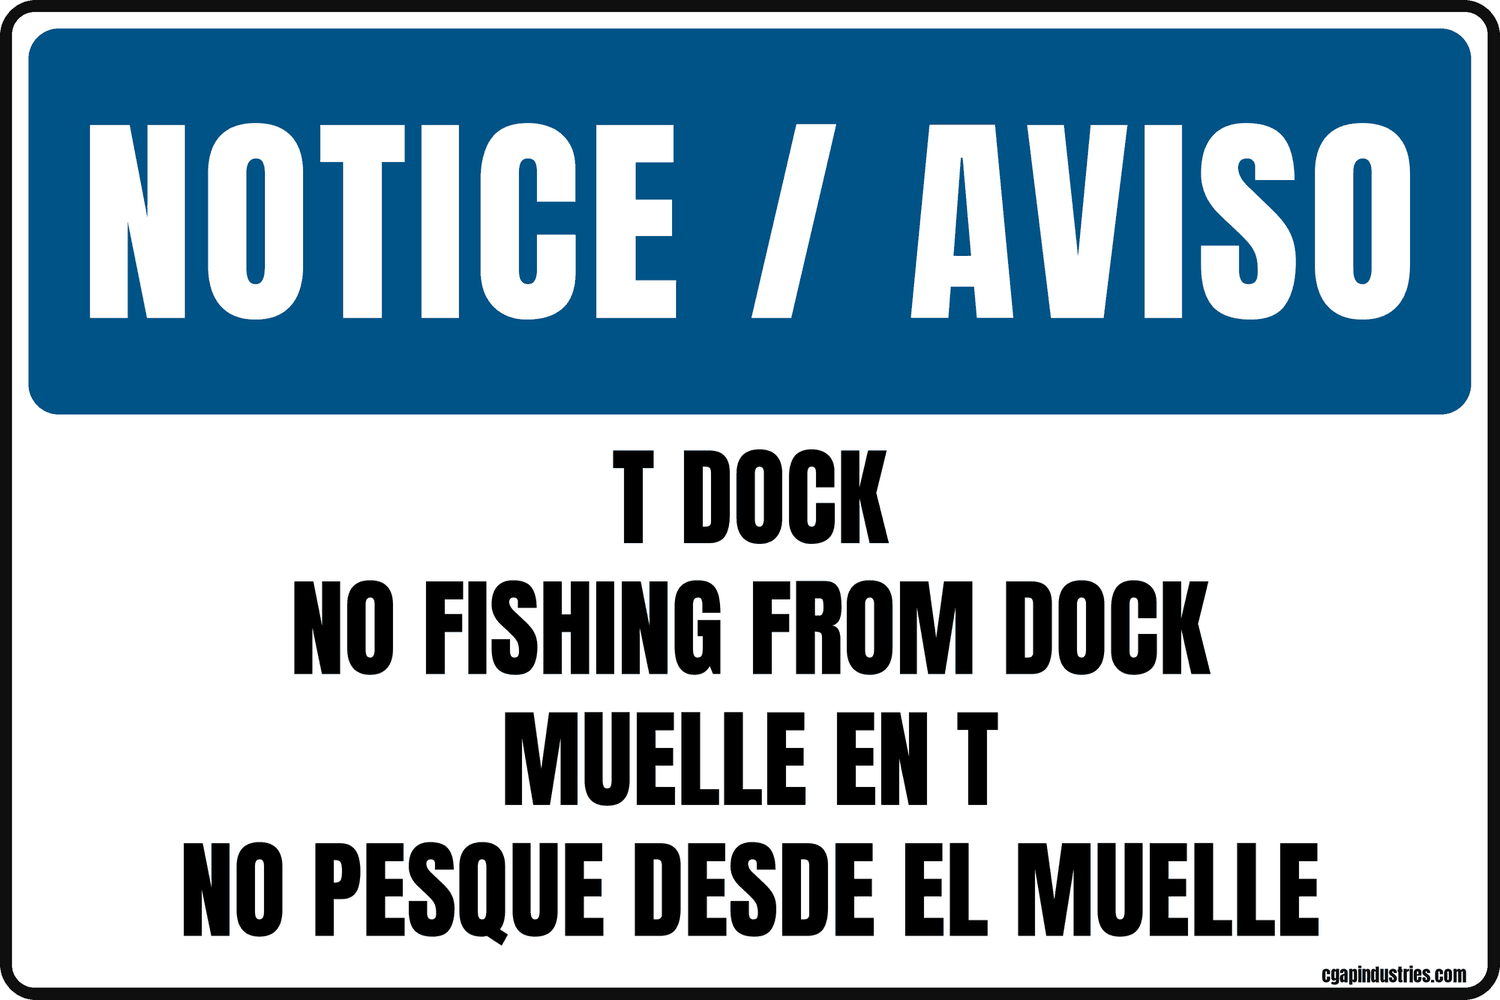 NOTICE / AVISO
T DOCK
NO FISHING FROM DOCK
MUELLE EN T
NO PESQUE DESDE EL MUELLE
cgapindustries.com